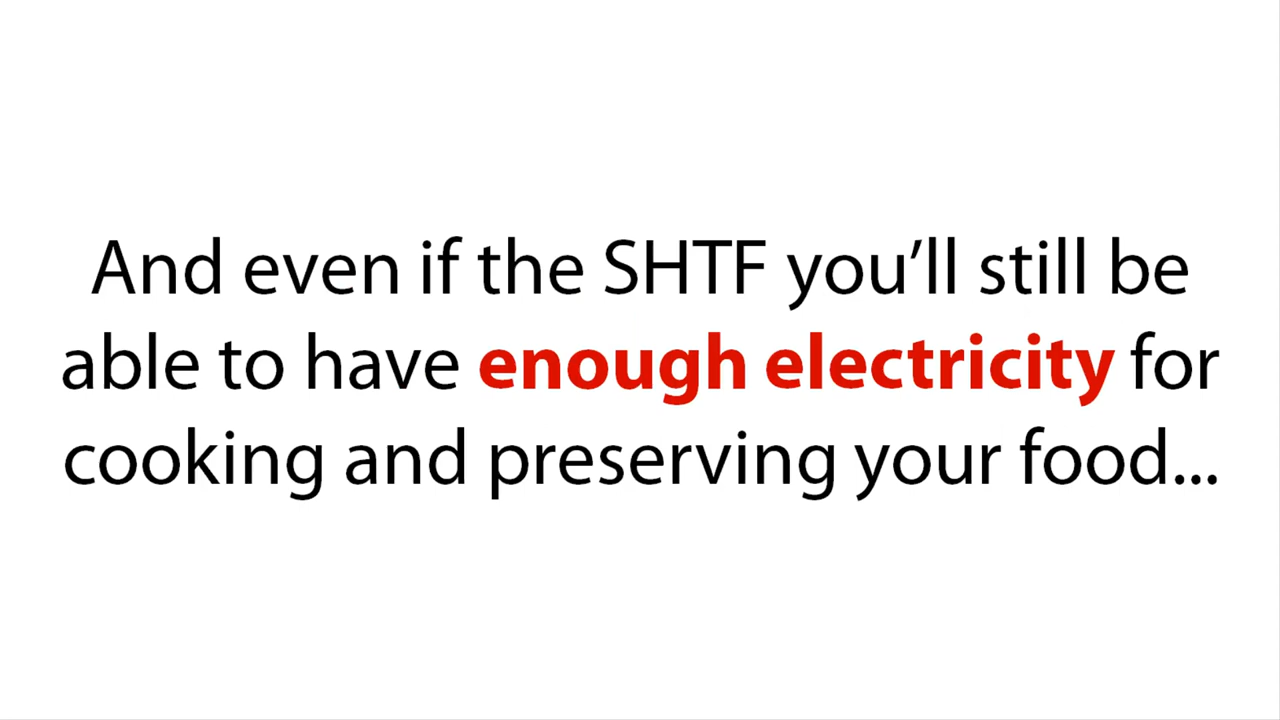 And even if the SHTF you’ll still be
able to have enough electricity for
cooking and preserving your food...